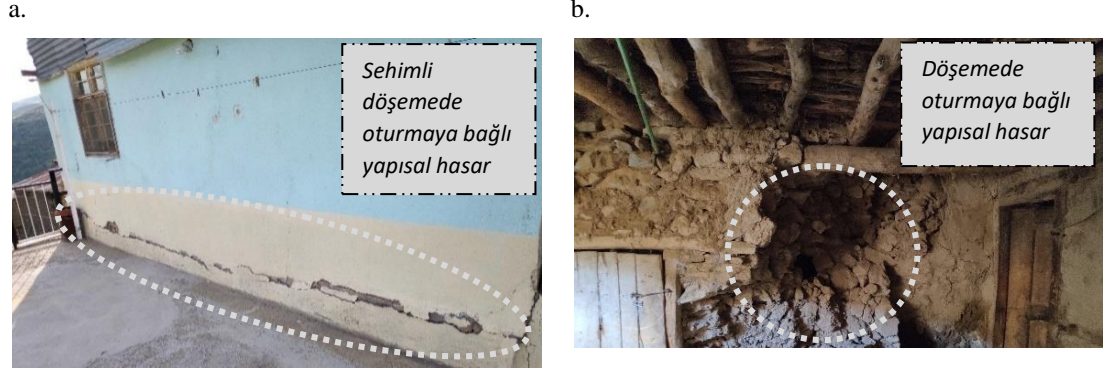 a.
b.
Sehimli
döşemede
oturmaya bağlı
yapısal hasar
Döşemede
oturmaya bağlı
yapısal hasar